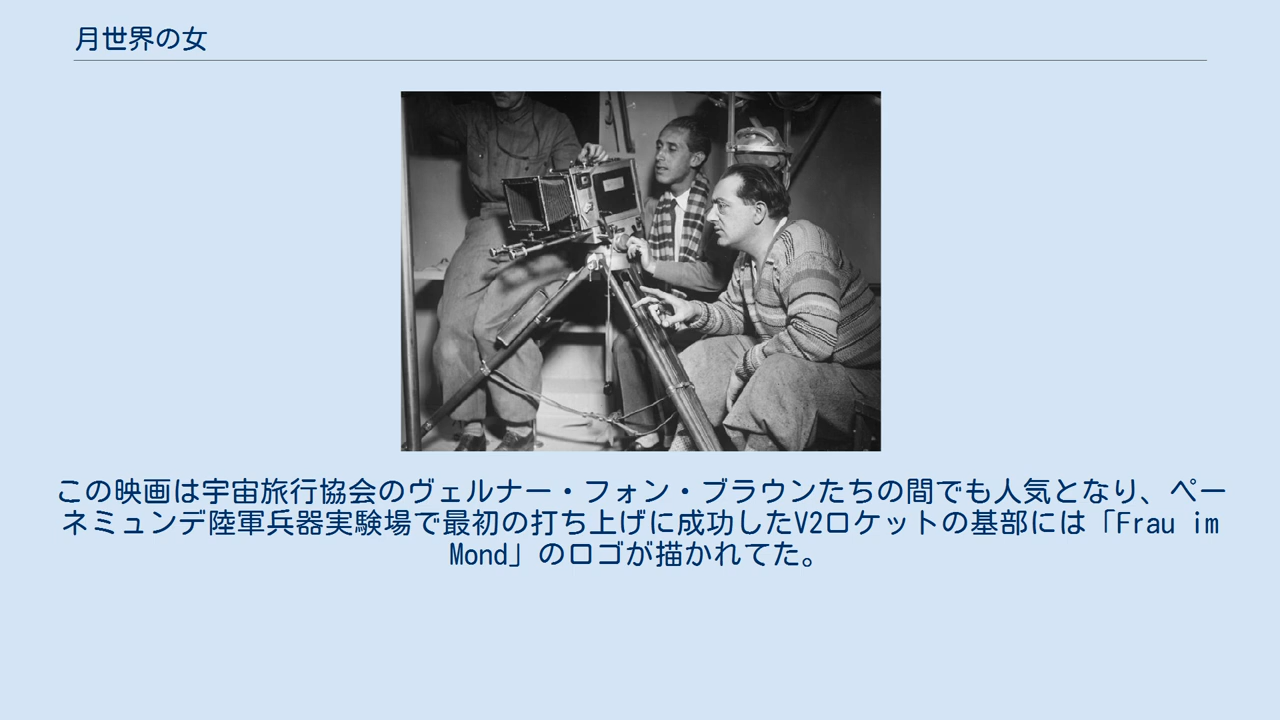 月世界の女
この映画は宇宙旅行協会のヴェルナー・フォン・ブラウンたちの間でも人気となり、ペー
ネミュンデ陸軍兵器実験場で最初の打ち上げに成功したV2ロケットの基部には「Frau im
Mond」のロゴが描かれてた。